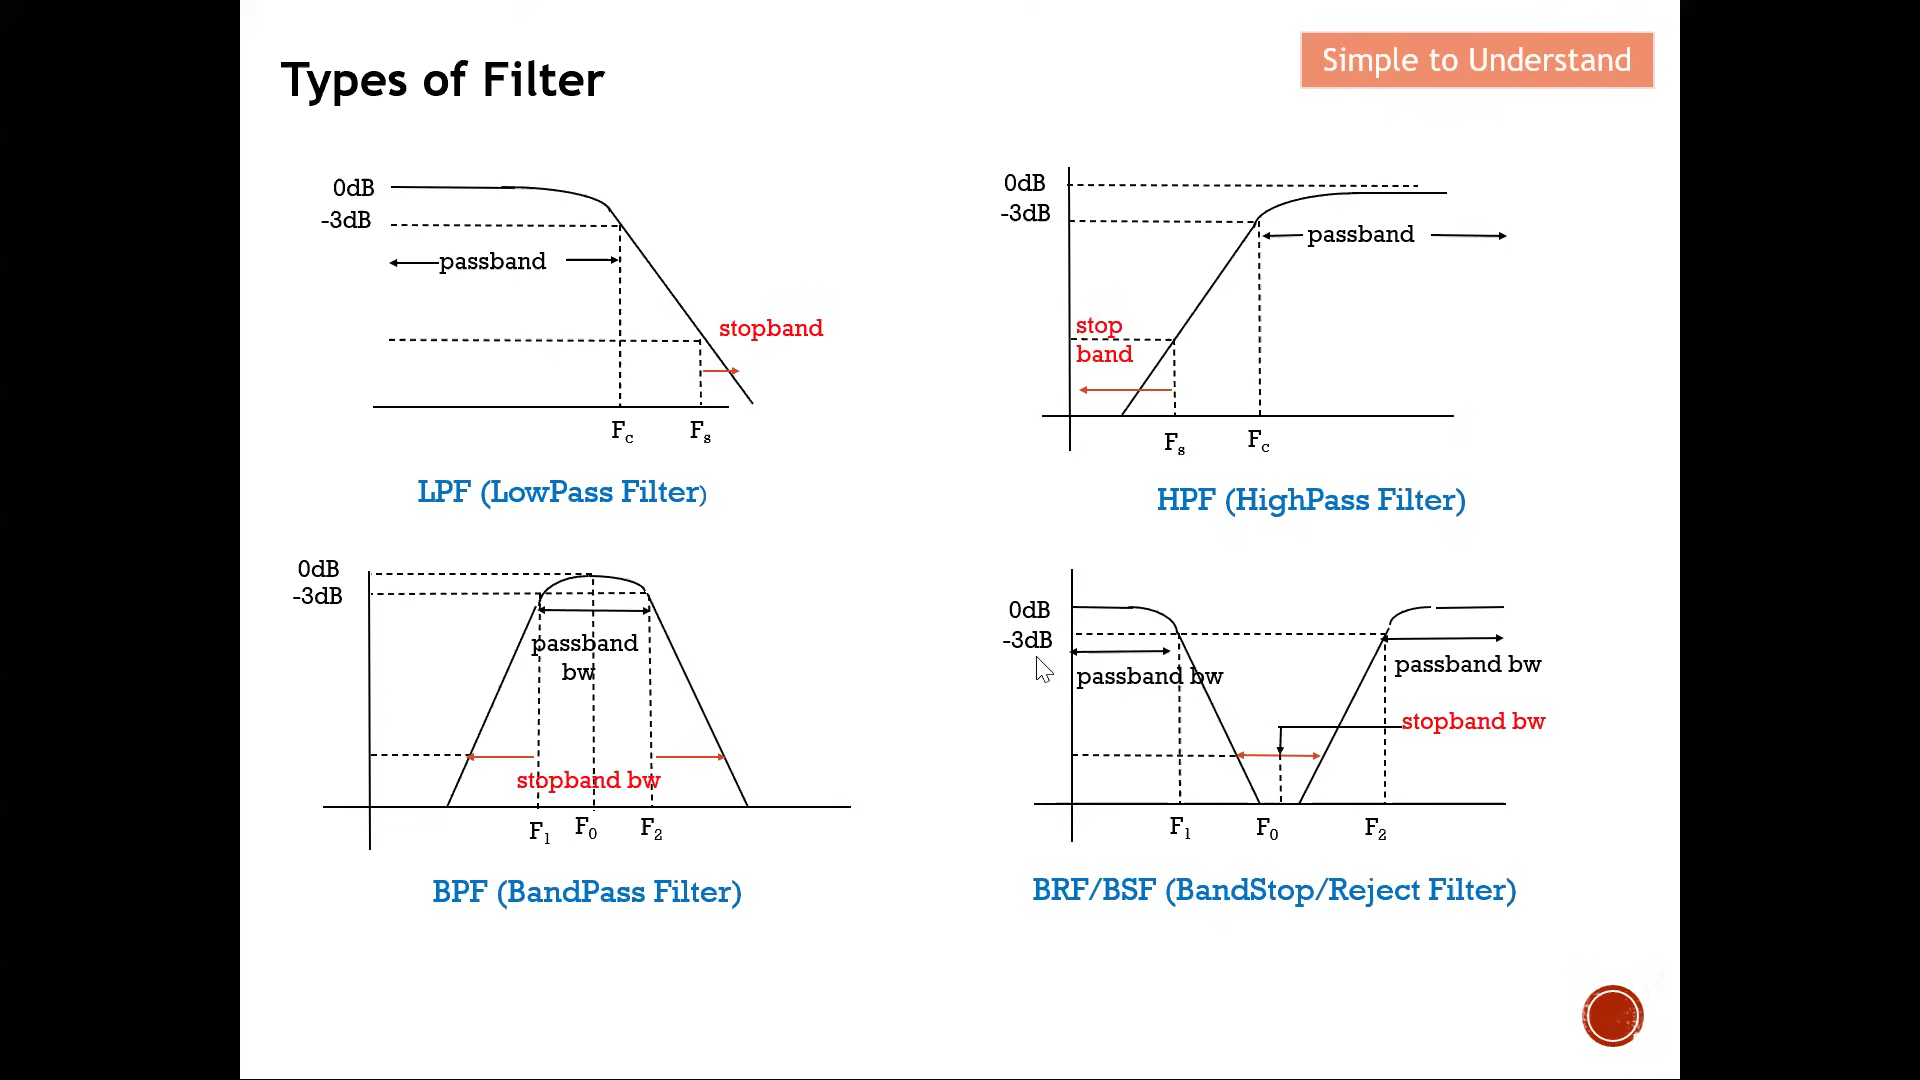 Types of Filter
Simple to Understand
0dB
-3dB
passband
stopband
Fc
Fs
LPF (LowPass Filter)
0dB
-3dB
passband
stop
band
Fs
Fc
HPF (HighPass Filter)
0dB
-3dB
passband
bw
stopband bw
F1
F0
F2
BPF (BandPass Filter)
0dB
-3dB
passband bw
passband bw
stopband bw
F1
F0
F2
BRF/BSF (BandStop/Reject Filter)